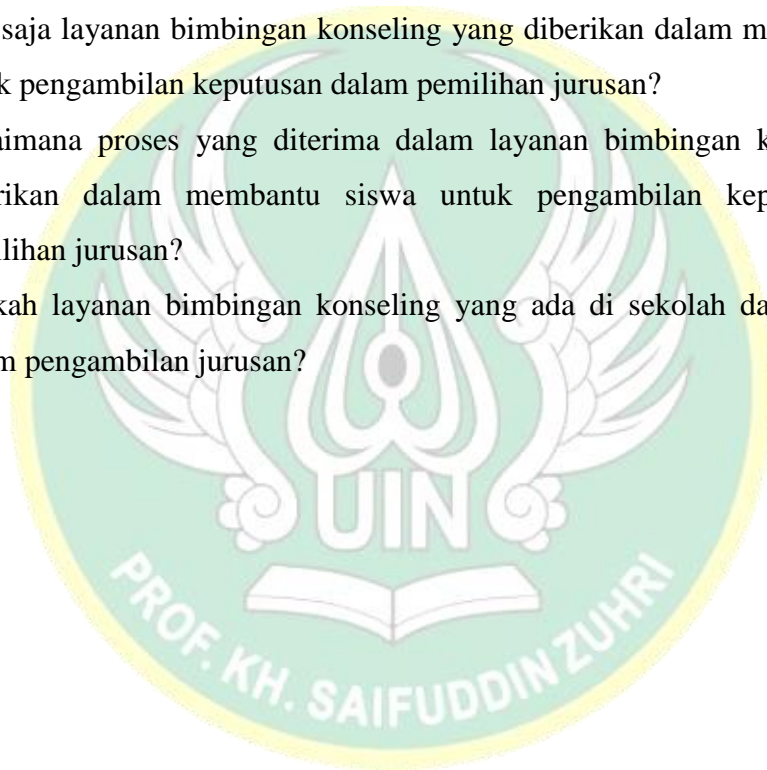 saja layanan bimbingan konseling yang diberikan dalam m
k pengambilan keputusan dalam pemilihan jurusan?
aimana proses yang diterima dalam layanan bimbingan k
rikan dalam membantu siswa untuk pengambilan kep
lihan jurusan?
kah layanan bimbingan konseling yang ada di sekolah da
m pengambilan jurusan?
UIN
PROF. KH. SAIFUDDIN ZUHRI